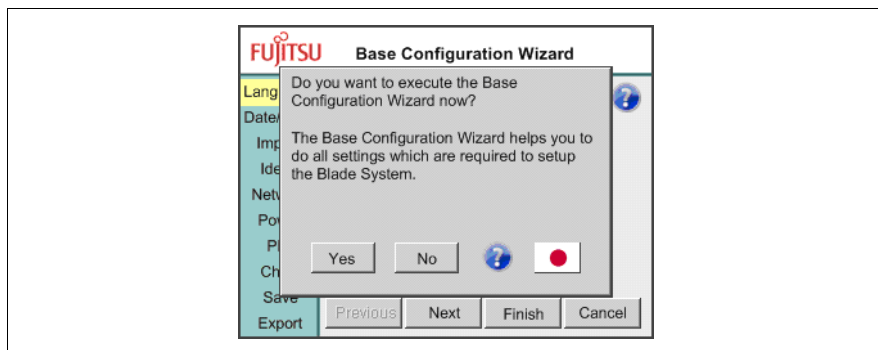 FUJITSU
Base Configuration Wizard
Do you want to execute the Base
Configuration Wizard now?
The Base Configuration Wizard helps you to
do all settings which are required to setup
the Blade System.
Yes
No
Lang
Date/
Imp
Ide
Netw
Pow
Ch
Save
Export
Previous
Next
Finish
Cancel